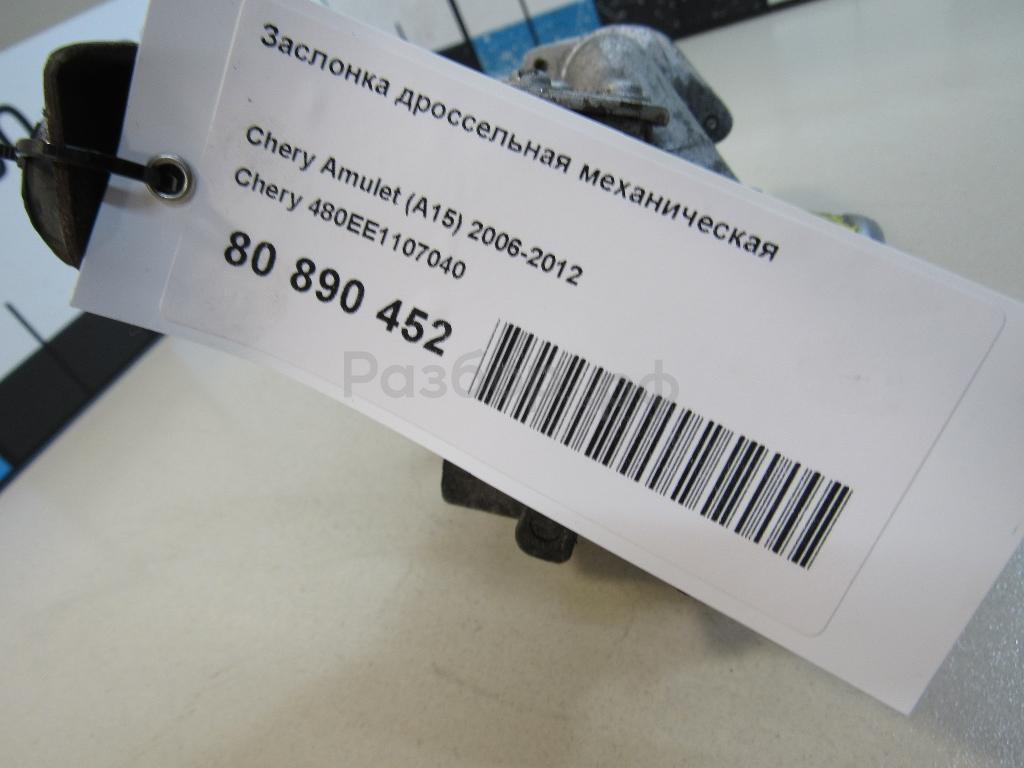 Заслонка дроссельная механическая
Chery Amulet (A15) 2006-2012
Chery 480EE1107040
80 890 452